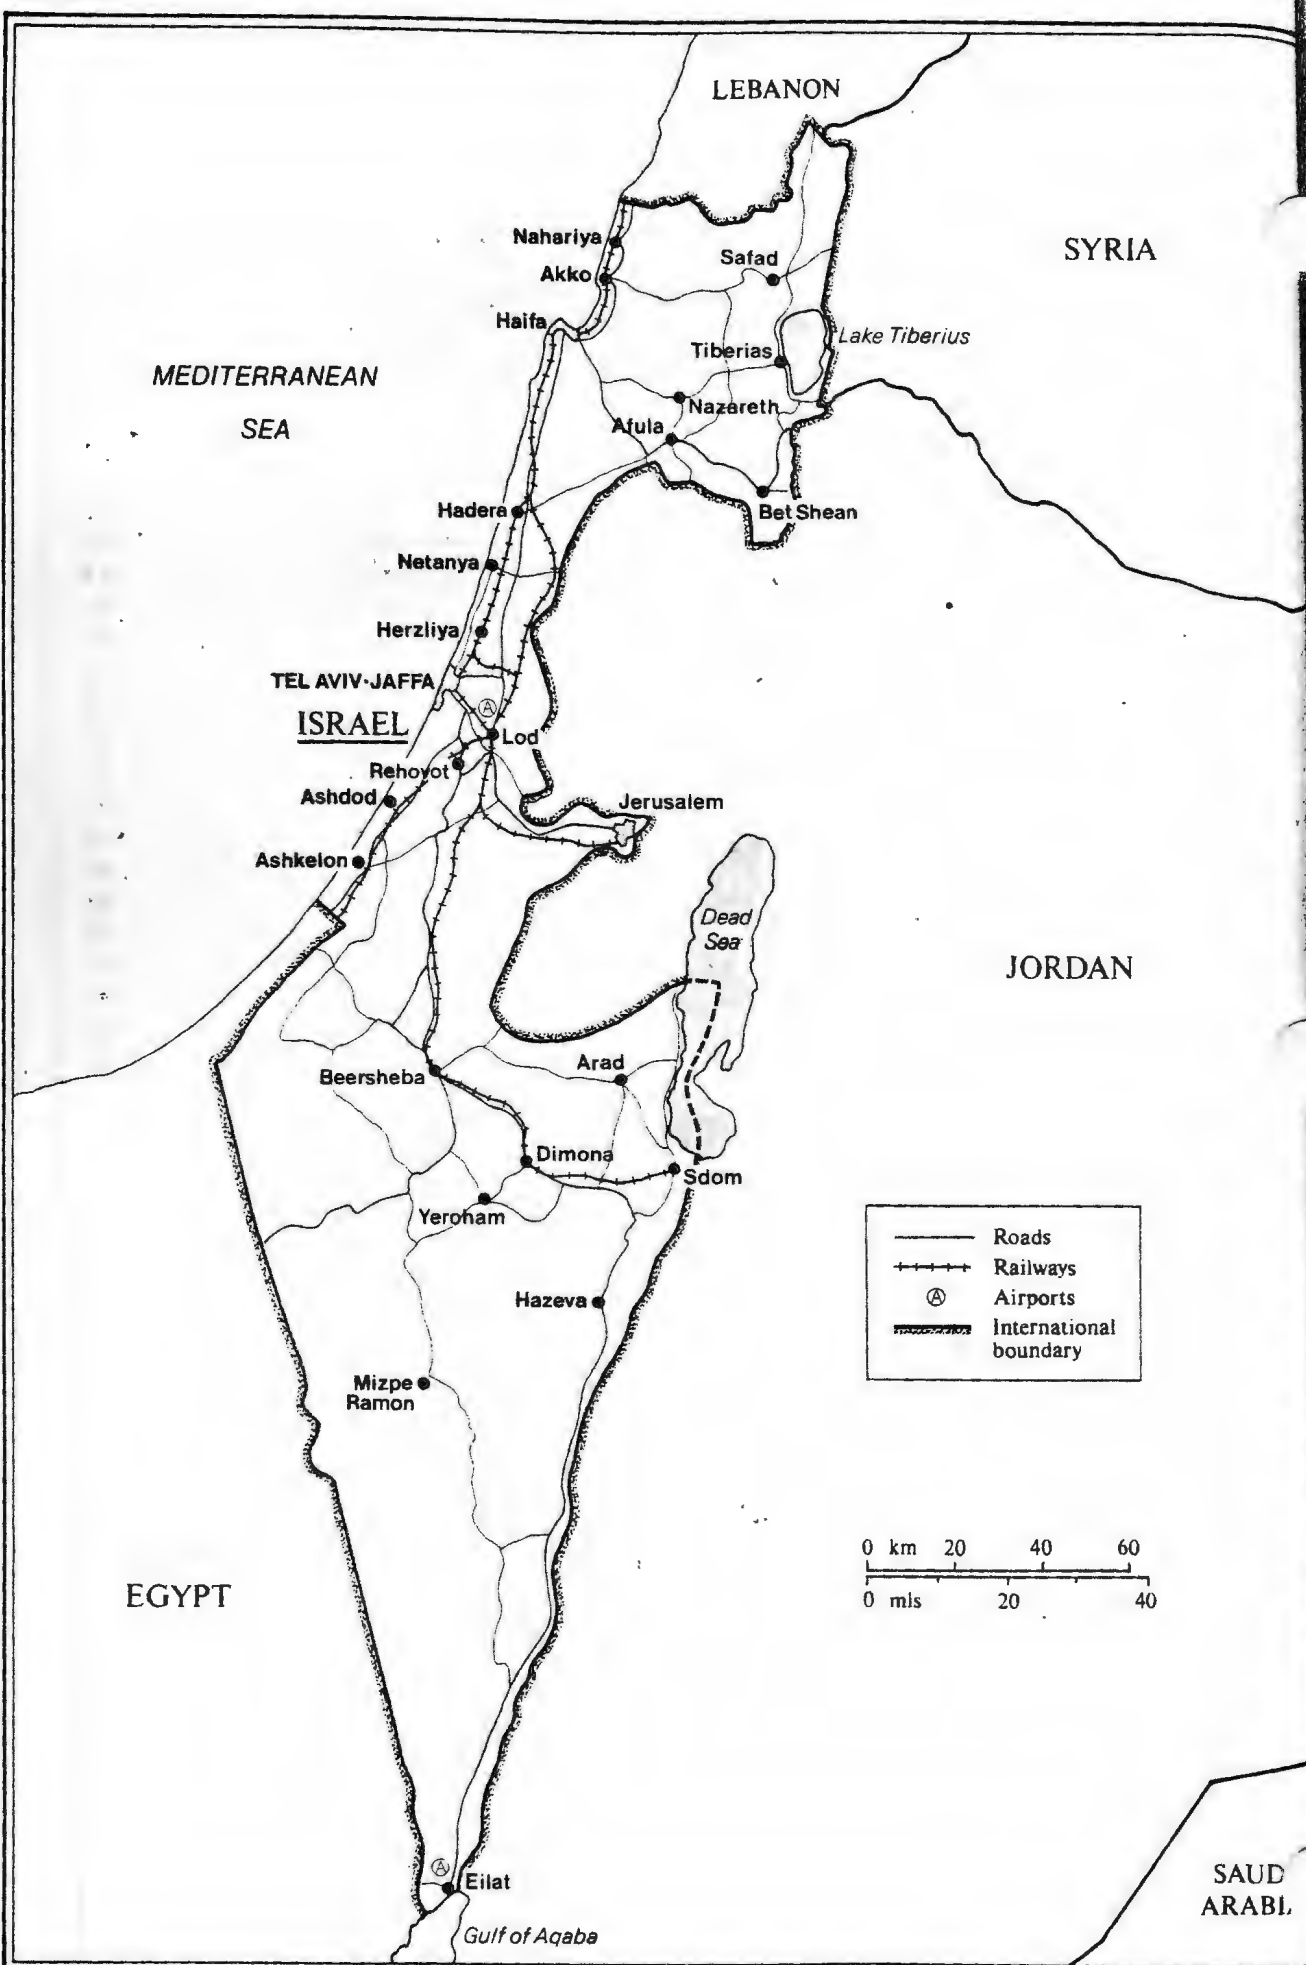 LEBANON
SYRIA
Nahariya
Safad
Akko
Haifa
Lake Tiberius
Tiberias
MEDITERRANEAN
SEA
Nazareth
Afula
Hadera
Bet Shean
Netanya
Herzliya
TEL AVIV-JAFFA
A
ISRAEL
Lod
Rehovot
Ashdod
Jerusalem
Ashkelon
Dead
Sea
JORDAN
Arad
Beersheba
Dimona
Sdom
Yeroham
Hazeva
Mizpe
Ramon
Roads
Railways
A Airports
International
boundary
0 km 20 40 60
0 mls 20 40
EGYPT
A
Eilat
Gulf of Aqaba
SAUD
ARABI